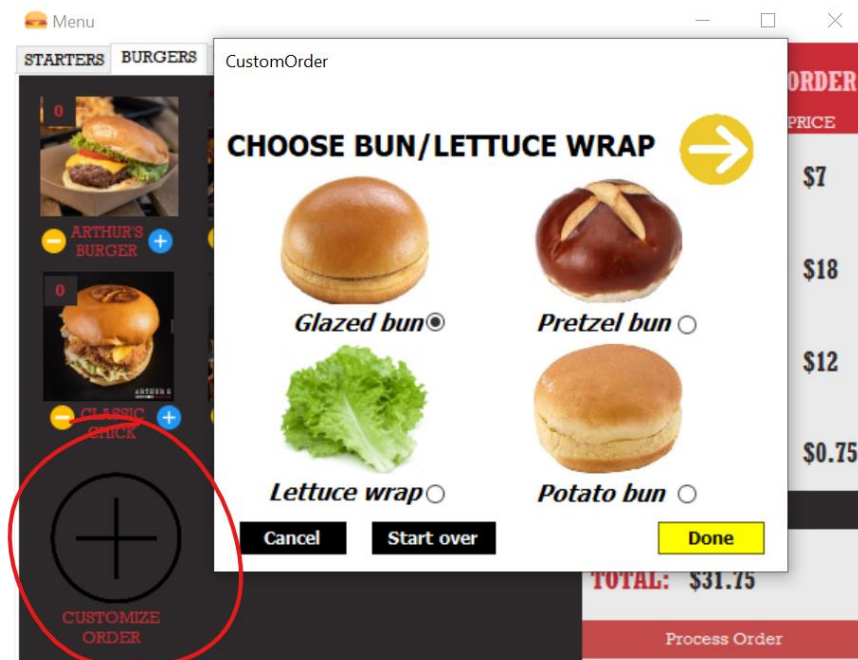 Menu
STARTERS BURGERS
CustomOrder
CHOOSE BUN/LETTUCE WRAP
Glazed bun
Pretzel bun
Lettuce wrap
Potato bun
Cancel
Start over
Done
0
ARTHUR'S
BURGER
0
ARTHUR'S
CLASSIC
CHICK
CUSTOMIZE
ORDER
ORDER
PRICE
$7
$18
$12
$0.75
TOTAL: $31.75
Process Order